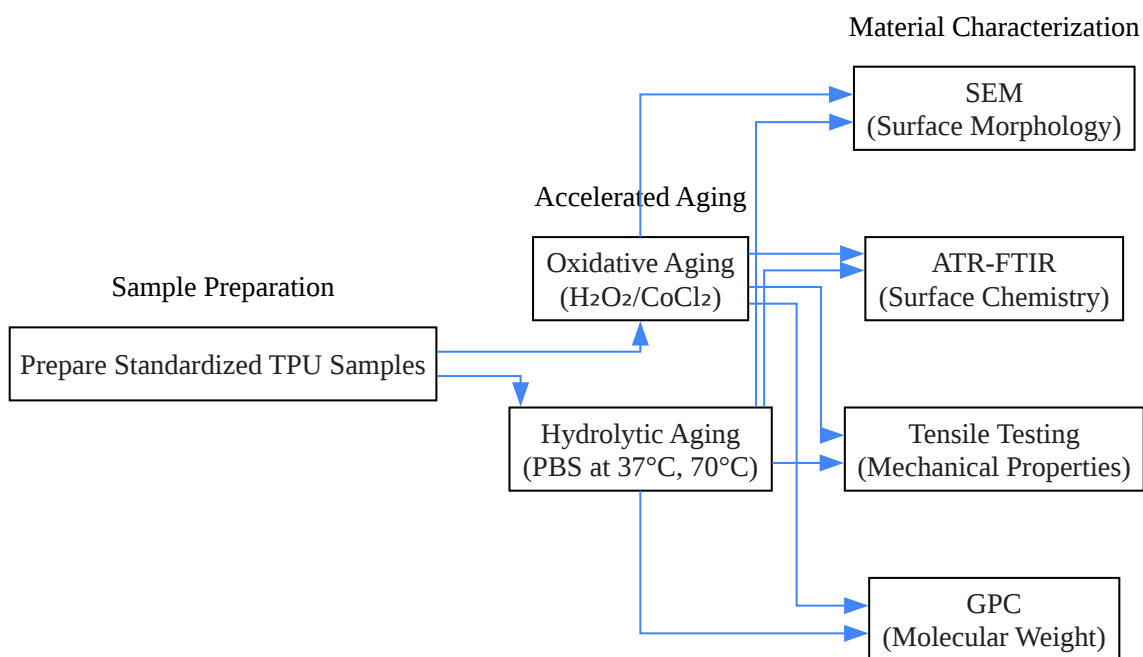 Sample Preparation
Prepare Standardized TPU Samples
Accelerated Aging
Oxidative Aging
(H₂O₂/CoCl₂)
Hydrolytic Aging
(PBS at 37°C, 70°C)
Material Characterization
SEM
(Surface Morphology)
ATR-FTIR
(Surface Chemistry)
Tensile Testing
(Mechanical Properties)
GPC
(Molecular Weight)